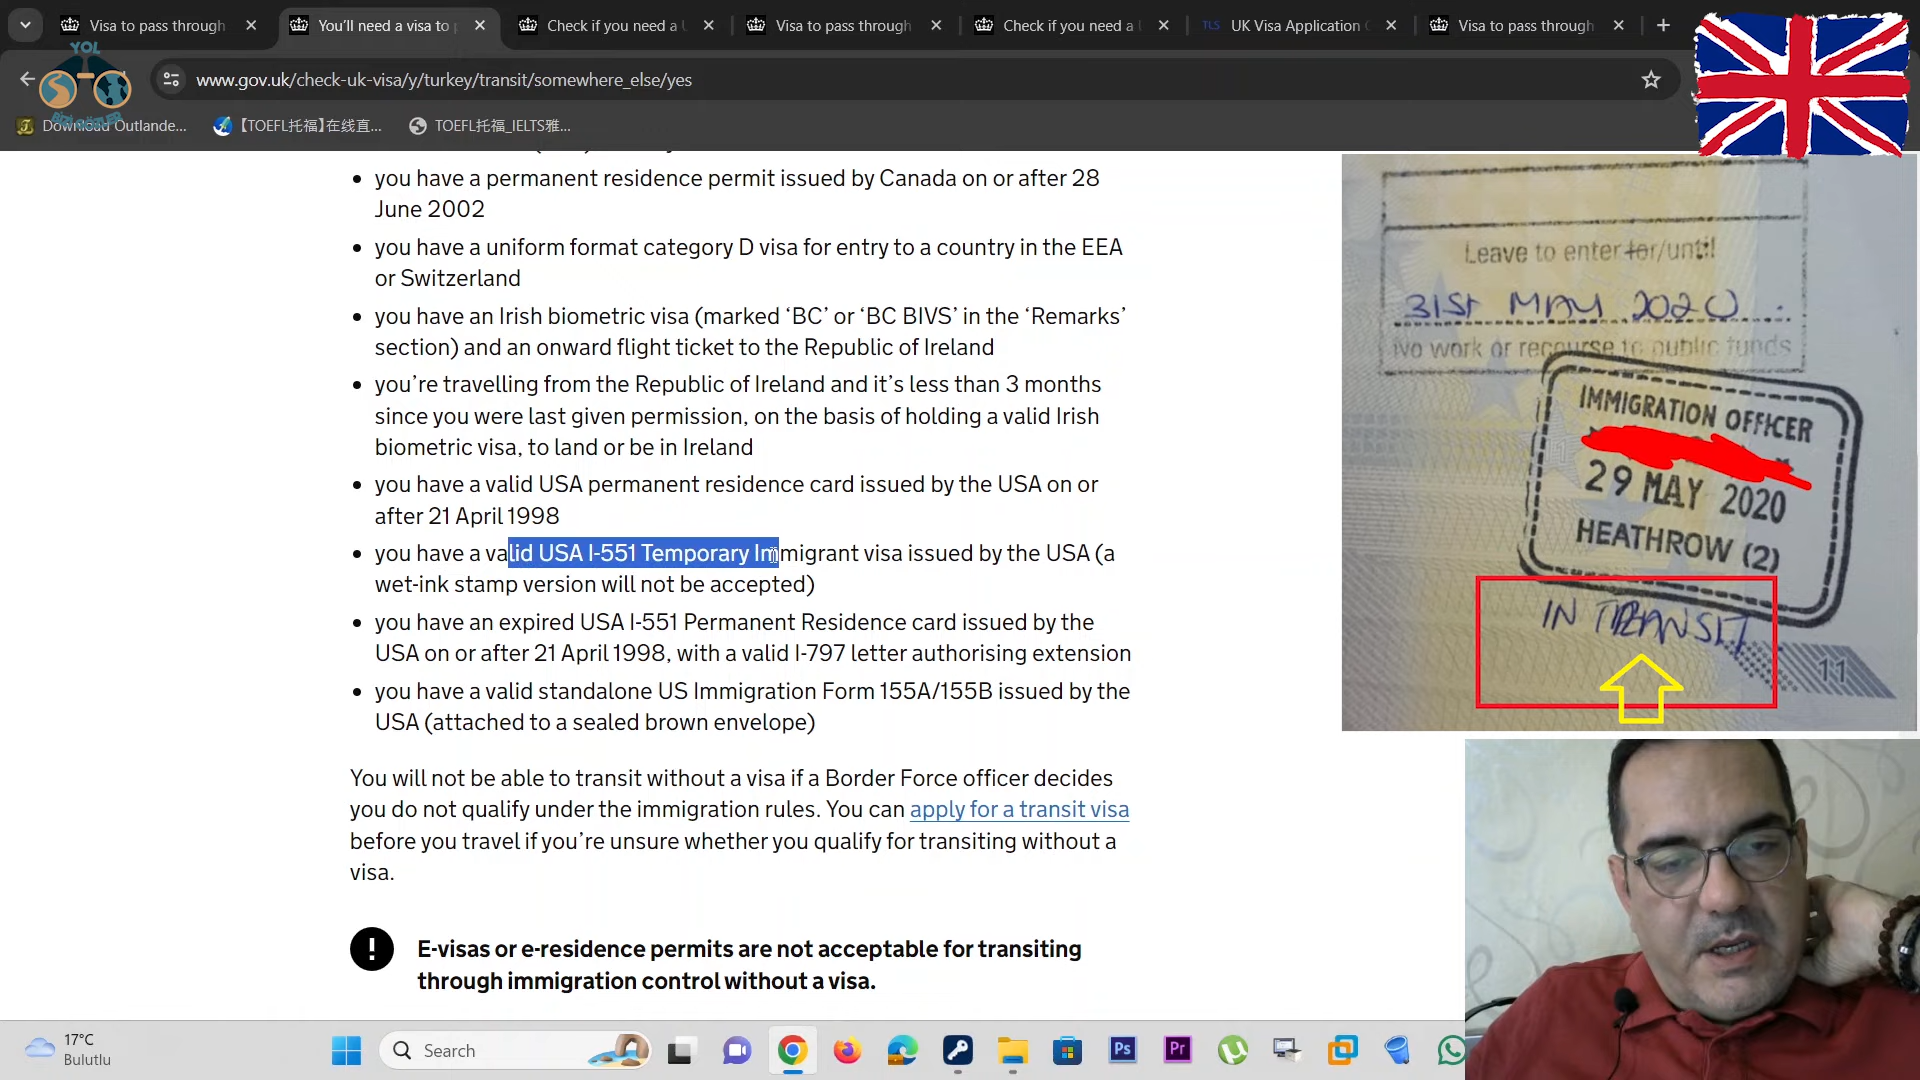 Visa to pass through
You'll need a visa to p
Check if you need a U
Visa to pass through
Check if you need a U
TLS UK Visa Application C
Visa to pass through
YOL
BİZİ GÖZLER
www.gov.uk/check-uk-visa/y/turkey/transit/somewhere_else/yes
Download Outlande...
【TOEFL托福】在线直...
TOEFL托福_IELTS雅...
you have a permanent residence permit issued by Canada on or after 28
June 2002
you have a uniform format category D visa for entry to a country in the EEA
or Switzerland
you have an Irish biometric visa (marked ‘BC’ or ‘BC BIVS’ in the ‘Remarks’
section) and an onward flight ticket to the Republic of Ireland
you’re travelling from the Republic of Ireland and it’s less than 3 months
since you were last given permission, on the basis of holding a valid Irish
biometric visa, to land or be in Ireland
you have a valid USA permanent residence card issued by the USA on or
after 21 April 1998
you have a valid USA I-551 Temporary Immigrant visa issued by the USA (a
wet-ink stamp version will not be accepted)
you have an expired USA I-551 Permanent Residence card issued by the
USA on or after 21 April 1998, with a valid I-797 letter authorising extension
you have a valid standalone US Immigration Form 155A/155B issued by the
USA (attached to a sealed brown envelope)
You will not be able to transit without a visa if a Border Force officer decides
you do not qualify under the immigration rules. You can apply for a transit visa
before you travel if you’re unsure whether you qualify for transiting without a
visa.
! E-visas or e-residence permits are not acceptable for transiting
through immigration control without a visa.
Leave to enter for/until
31ST MAY 2020
No work or recourse to public funds
IMMIGRATION OFFICER
29 MAY 2020
HEATHROW (2)
IN TRANSIT
11
17°C
Bulutlu
Search
Ps
Pr